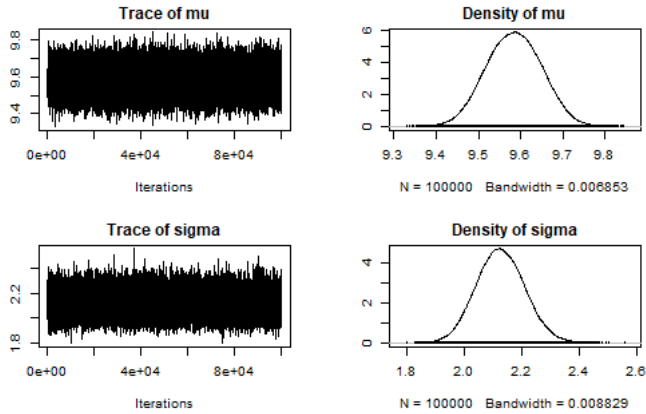 Trace of mu
9.8
9.6
9.4
0e+00 4e+04 8e+04
Iterations
Density of mu
6
4
2
0
9.3 9.4 9.5 9.6 9.7 9.8
N = 100000 Bandwidth = 0.006853
Trace of sigma
2.2
1.8
0e+00 4e+04 8e+04
Iterations
Density of sigma
4
2
0
1.8 2.0 2.2 2.4 2.6
N = 100000 Bandwidth = 0.008829